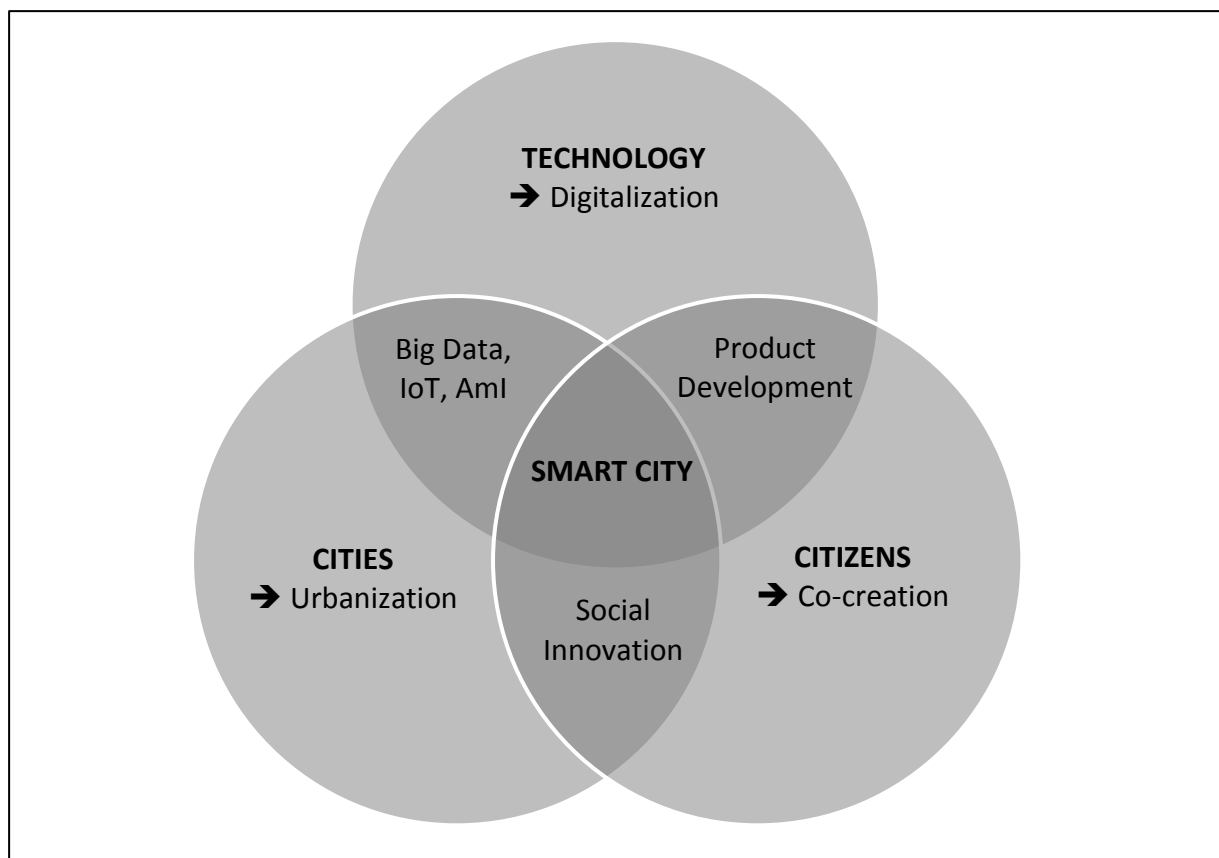 TECHNOLOGY
➔ Digitalization
Big Data,
IoT, AmI
Product
Development
SMART CITY
CITIES
➔ Urbanization
CITIZENS
➔ Co-creation
Social
Innovation